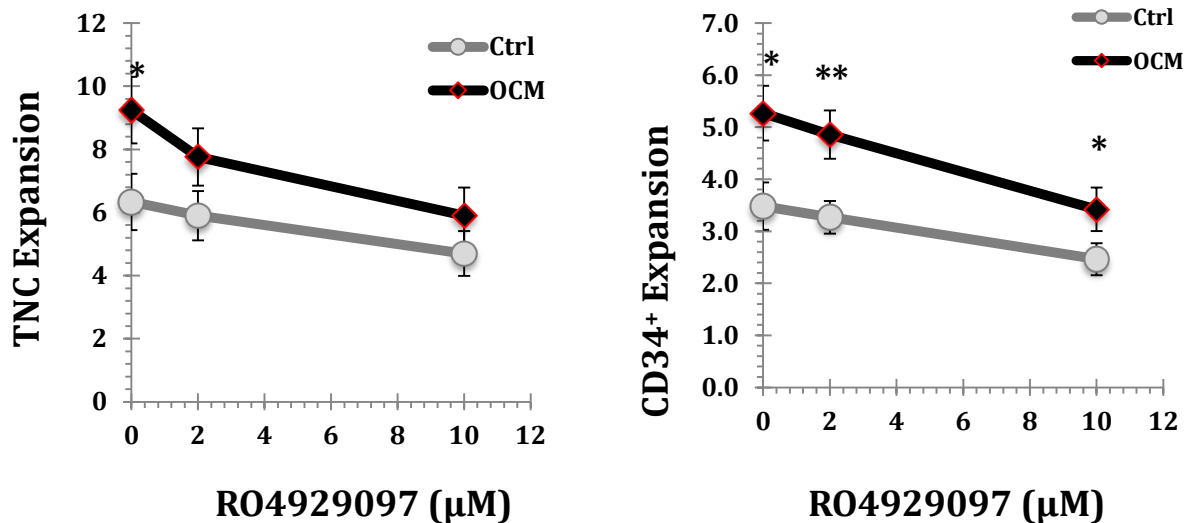 TNC Expansion
12
10
8
6
4
2
0
*
Ctrl
OCM
0 2 4 6 8 10 12
RO4929097 (µM)
CD34+ Expansion
7.0
6.0
5.0
4.0
3.0
2.0
1.0
0.0
*
**
*
Ctrl
OCM
0 2 4 6 8 10 12
RO4929097 (µM)